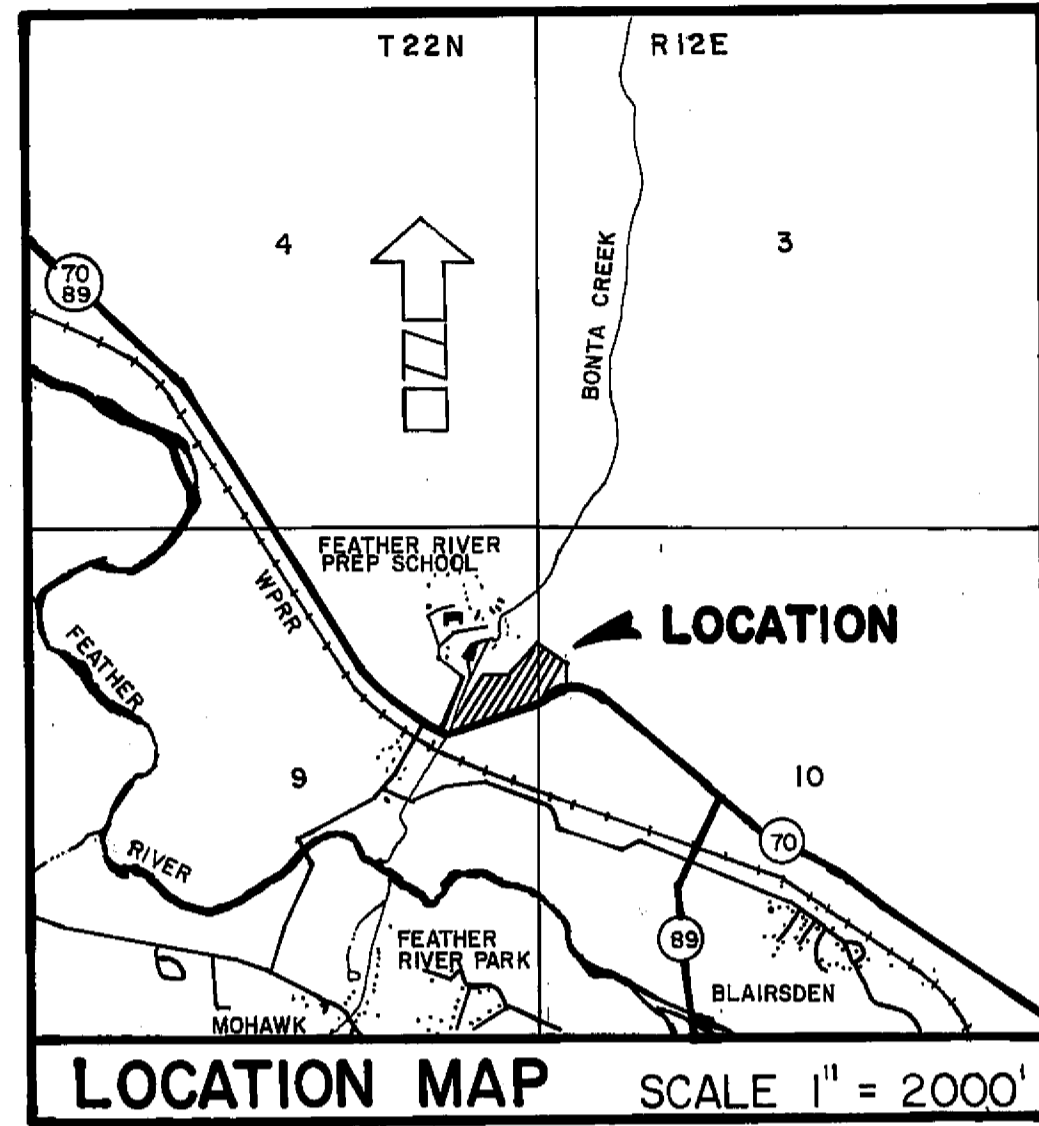 T 22N R12E
4 3
70
89
BONTA CREEK
FEATHER RIVER
PREP SCHOOL
WPRR
LOCATION
FEATHER
RIVER
9 10
70
89
FEATHER
RIVER PARK
BLAIRSDEN
MOHAWK
LOCATION MAP SCALE 1" = 2000'